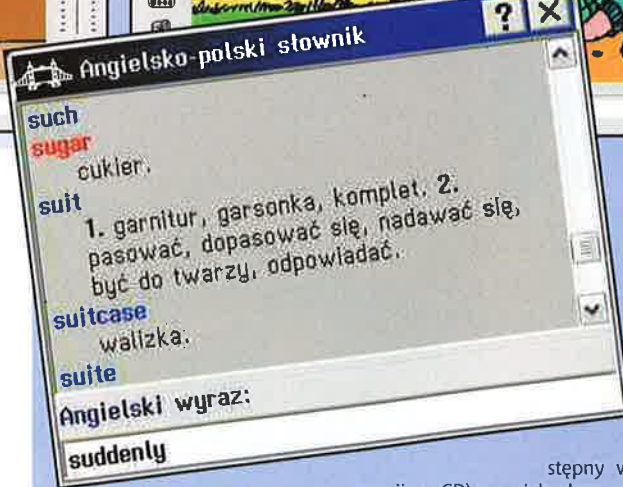 Angielsko-polski słownik
such
sugar
cukier.
suit
1. garnitur, garsonka, komplet. 2.
pasować, dopasować się, nadawać się,
być do twarzy, odpowiadać.
suitcase
walizka.
suite
Angielski wyraz:
suddenly
stępny w
CD)